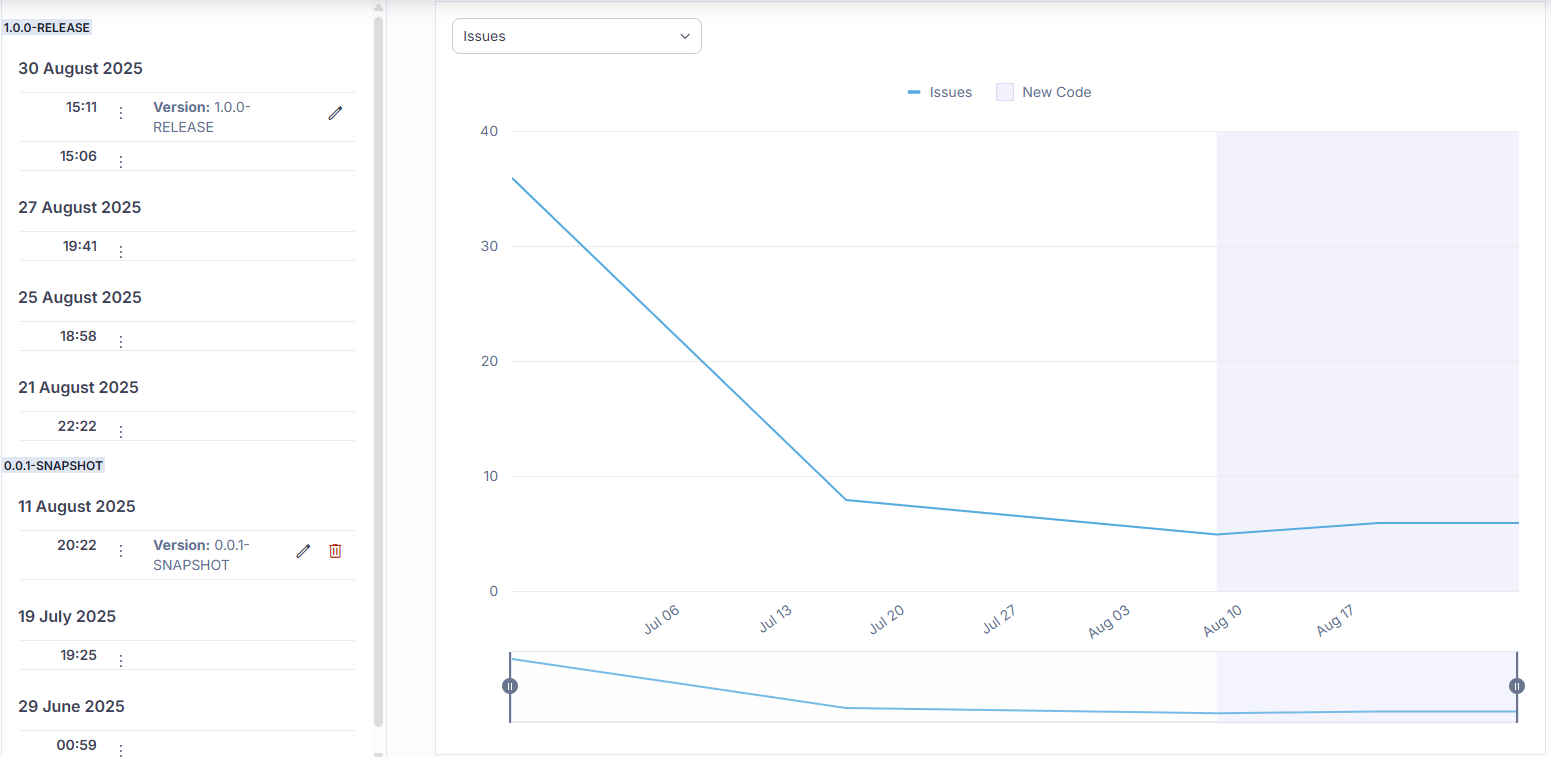 1.0.0-RELEASE
30 August 2025
15:11 Version: 1.0.0-
RELEASE
15:06
27 August 2025
19:41
25 August 2025
18:58
21 August 2025
22:22
0.0.1-SNAPSHOT
11 August 2025
20:22 Version: 0.0.1-
SNAPSHOT
19 July 2025
19:25
29 June 2025
00:59
Issues
Issues New Code
40
30
20
10
0
Jul 06 Jul 13 Jul 20 Jul 27 Aug 03 Aug 10 Aug 17